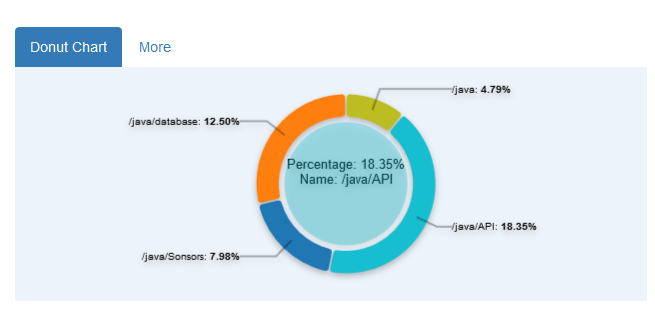 Donut Chart
More
/java: 4.79%
/java/database: 12.50%
Percentage: 18.35%
Name: /java/API
/java/API: 18.35%
/java/Sonsors: 7.98%